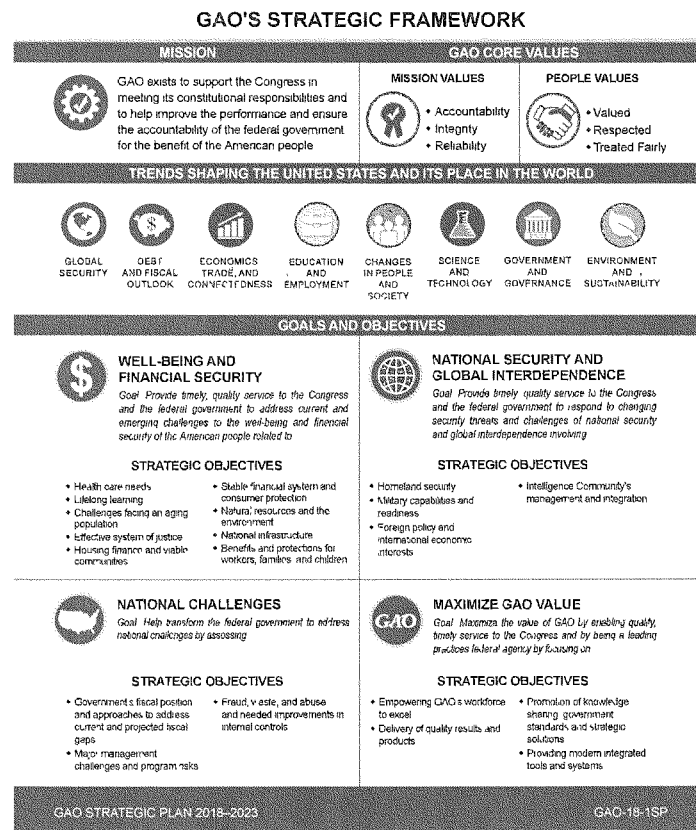 GAO'S STRATEGIC FRAMEWORK
MISSION
GAO exists to support the Congress in
meeting its constitutional responsibilities and
to help improve the performance and ensure
the accountability of the federal government
for the benefit of the American people
GAO CORE VALUES
MISSION VALUES
• Accountability
• Integrity
• Reliability
PEOPLE VALUES
• Valued
• Respected
• Treated Fairly
TRENDS SHAPING THE UNITED STATES AND ITS PLACE IN THE WORLD
GLOBAL
SECURITY
DEBT
AND FISCAL
OUTLOOK
ECONOMICS
TRADE, AND
CONNECTEDNESS
EDUCATION
AND
EMPLOYMENT
CHANGES
IN PEOPLE
AND
SOCIETY
SCIENCE
AND
TECHNOLOGY
GOVERNMENT
AND
GOVERNANCE
ENVIRONMENT
AND
SUSTAINABILITY
GOALS AND OBJECTIVES
WELL-BEING AND
FINANCIAL SECURITY
Goal Provide timely, quality service to the Congress
and the federal government to address current and
emerging challenges to the well-being and financial
security of the American people related to
STRATEGIC OBJECTIVES
• Health care needs
• Lifelong learning
• Challenges facing an aging
population
• Effective system of justice
• Housing finance and viable
communities
• Stable financial system and
consumer protection
• Natural resources and the
environment
• National infrastructure
• Benefits and protections for
workers, families and children
NATIONAL SECURITY AND
GLOBAL INTERDEPENDENCE
Goal Provide timely quality service to the Congress
and the federal government to respond to changing
security threats and challenges of national security
and global interdependence involving
STRATEGIC OBJECTIVES
• Homeland security
• Military capabilities and
readiness
• Foreign policy and
international economic
interests
• Intelligence Community's
management and integration
NATIONAL CHALLENGES
Goal Help transform the federal government to address
national challenges by assessing
STRATEGIC OBJECTIVES
• Government s fiscal position
and approaches to address
current and projected fiscal
gaps
• Major management
challenges and program risks
• Fraud, waste, and abuse
and needed improvements in
internal controls
GAO
MAXIMIZE GAO VALUE
Goal Maximize the value of GAO by enabling quality,
timely service to the Congress and by being a leading
practices federal agency by focusing on
STRATEGIC OBJECTIVES
• Empowering GAO s workforce
to excel
• Delivery of quality results and
products
• Promotion of knowledge
sharing government
standards and strategic
solutions
• Providing modern integrated
tools and systems
GAO STRATEGIC PLAN 2018–2023
GAO-18-1SP